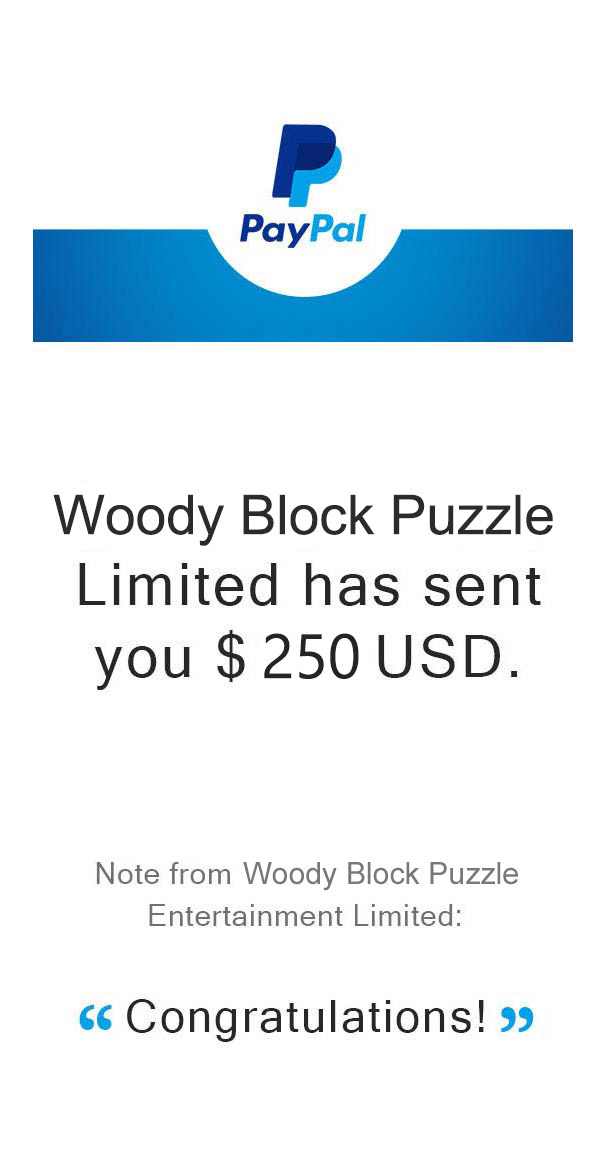 PayPal
Woody Block Puzzle
Limited has sent
you $ 250 USD.
Note from Woody Block Puzzle
Entertainment Limited:
“ Congratulations! ”